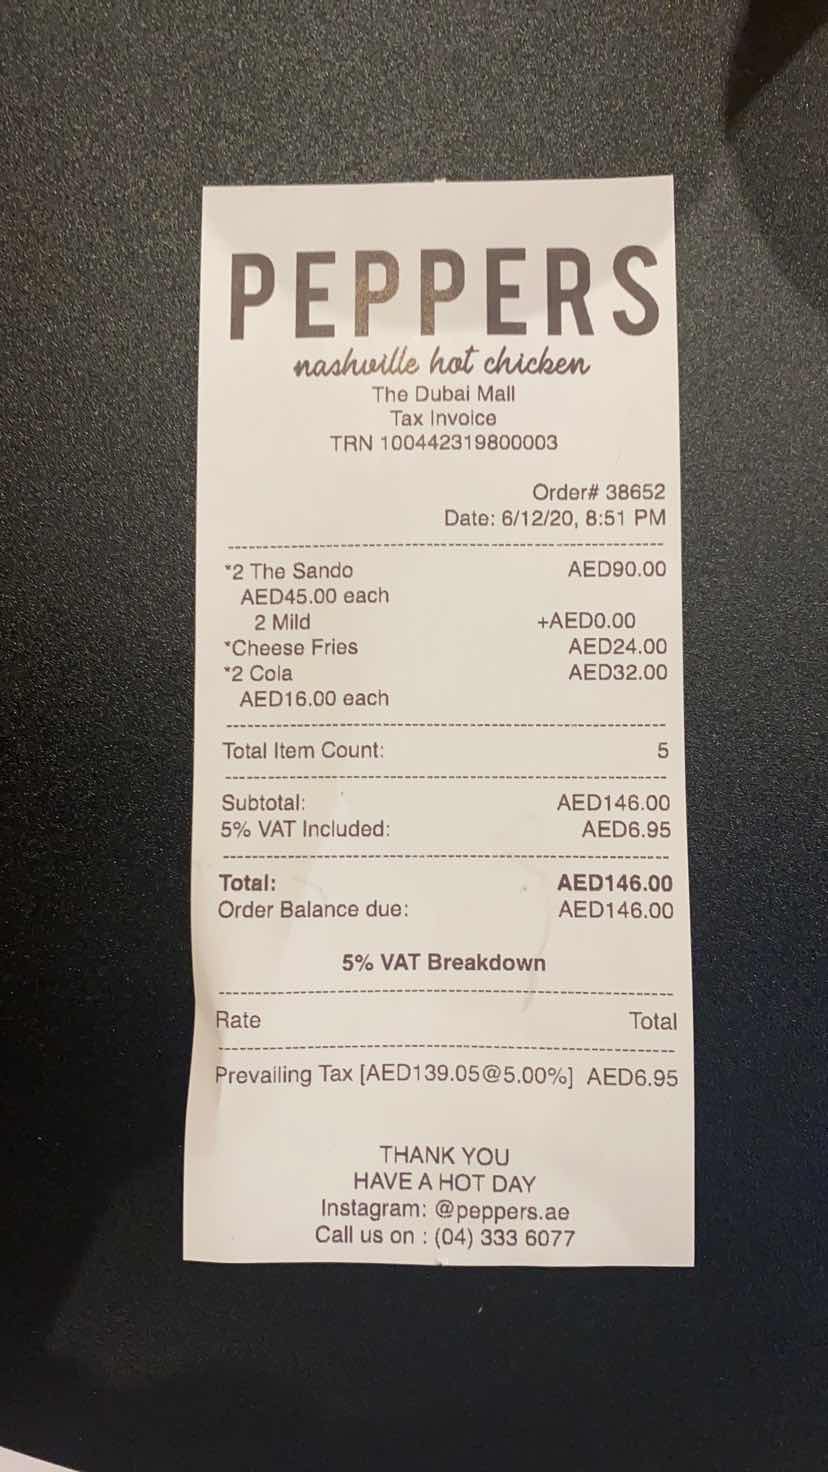 PEPPERS
nashville hot chicken
The Dubai Mall
Tax Invoice
TRN 100442319800003
Order# 38652
Date: 6/12/20, 8:51 PM
*2 The Sando AED90.00
AED45.00 each
2 Mild +AED0.00
*Cheese Fries AED24.00
*2 Cola AED32.00
AED16.00 each
Total Item Count: 5
Subtotal: AED146.00
5% VAT Included: AED6.95
Total: AED146.00
Order Balance due: AED146.00
5% VAT Breakdown
Rate Total
Prevailing Tax [AED139.05@5.00%] AED6.95
THANK YOU
HAVE A HOT DAY
Instagram: @peppers.ae
Call us on : (04) 333 6077